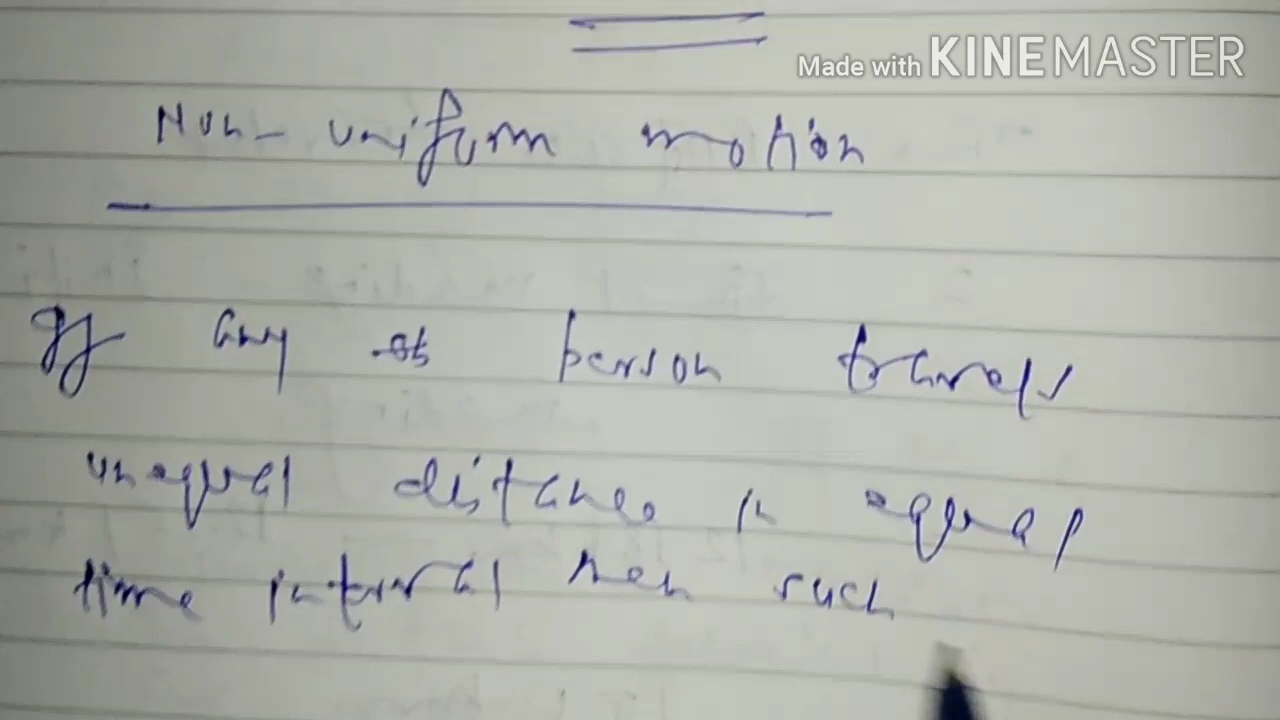 Made with KINEMASTER
Non-uniform motion
If any person travels
unequal distance in equal
time interval then such